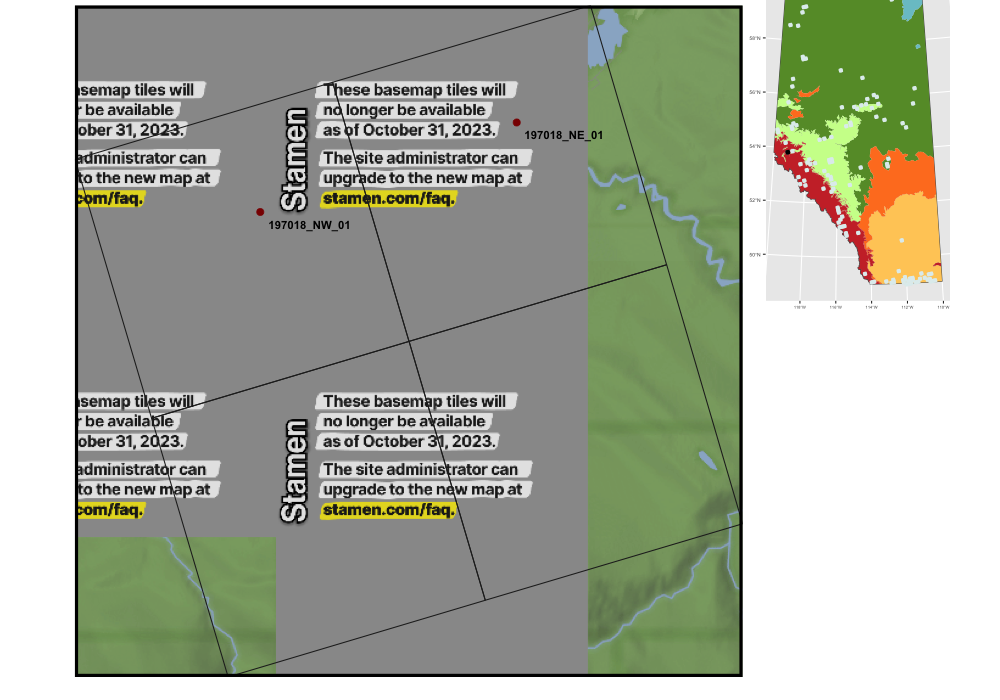 asemap tiles will
r be available
ober 31, 2023.
administrator can
to the new map at
com/faq.
Stamen
These basemap tiles will
no longer be available
as of October 31, 2023.
The site administrator can
upgrade to the new map at
stamen.com/faq.
197018_NE_01
197018_NW_01
asemap tiles will
r be available
ober 31, 2023.
administrator can
to the new map at
com/faq.
Stamen
These basemap tiles will
no longer be available
as of October 31, 2023.
The site administrator can
upgrade to the new map at
stamen.com/faq.
58°N
56°N
54°N
52°N
50°N
118°W 116°W 114°W 112°W 110°W